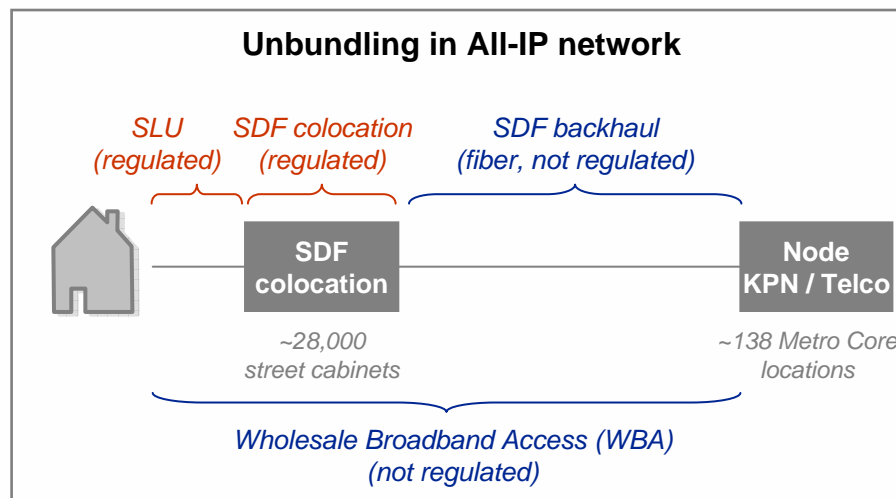 Unbundling in All-IP network
SLU
(regulated)
SDF colocation
(regulated)
SDF backhaul
(fiber, not regulated)
SDF
colocation
Node
KPN / Telco
~28,000
street cabinets
~138 Metro Core
locations
Wholesale Broadband Access (WBA)
(not regulated)